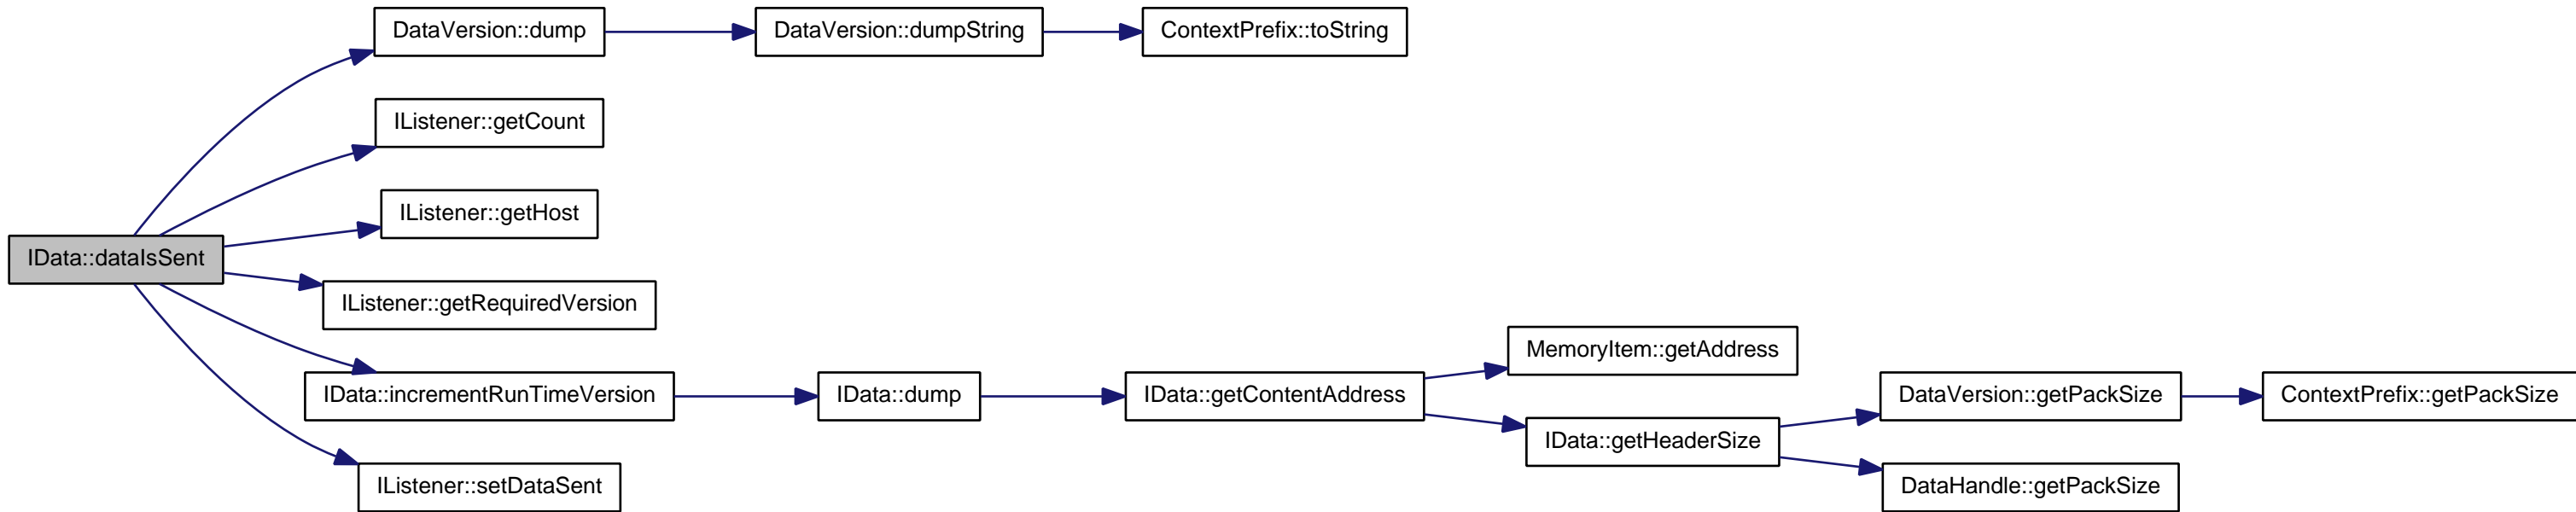 DataVersion::dump
DataVersion::dumpString
ContextPrefix::toString
IListener::getCount
IListener::getHost
IData::dataIsSent
IListener::getRequiredVersion
MemoryItem::getAddress
IData::incrementRunTimeVersion
IData::dump
IData::getContentAddress
DataVersion::getPackSize
ContextPrefix::getPackSize
IData::getHeaderSize
IListener::setDataSent
DataHandle::getPackSize